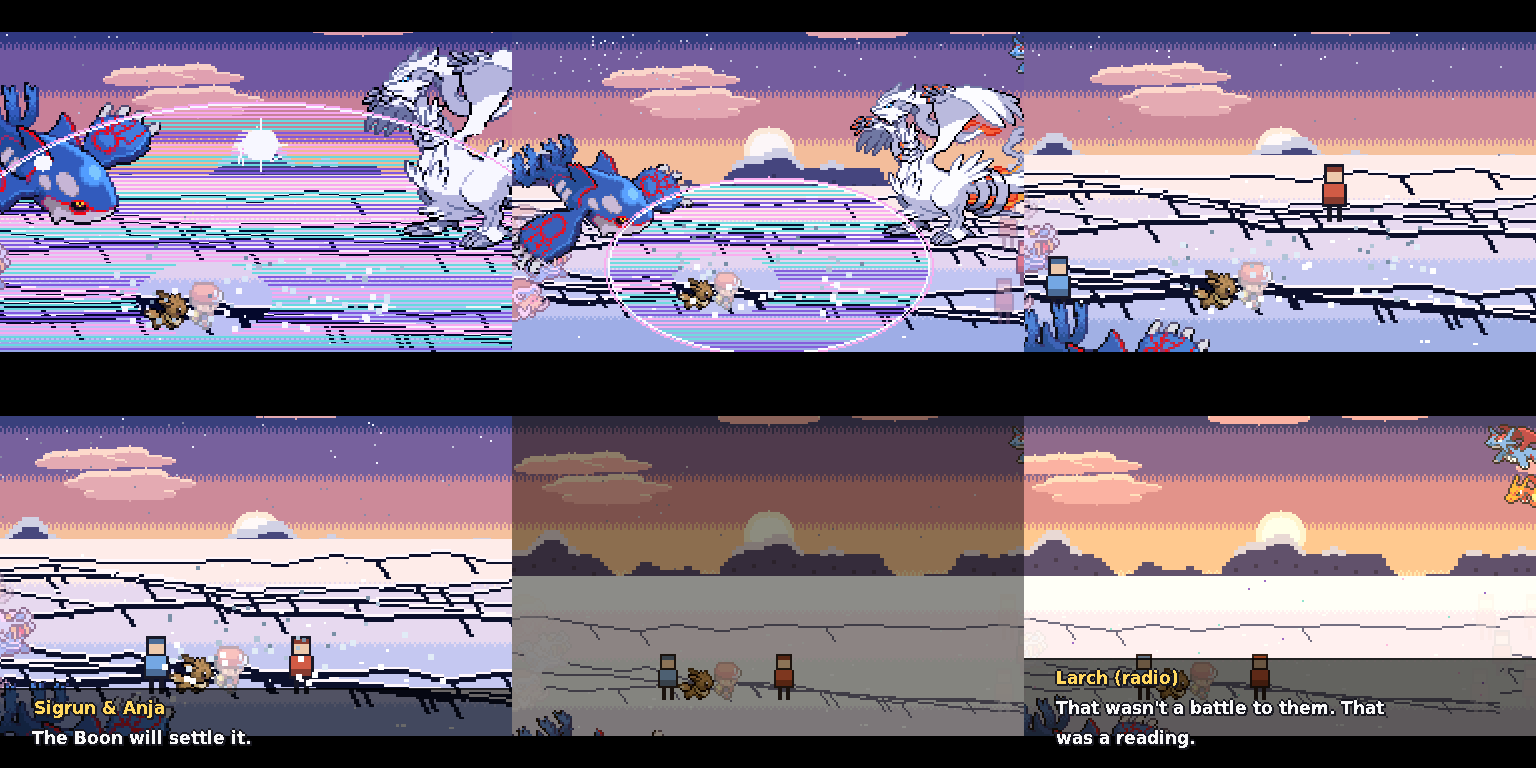 Sigrun & Anja
The Boon will settle it.
Larch (radio)
That wasn't a battle to them. That
was a reading.